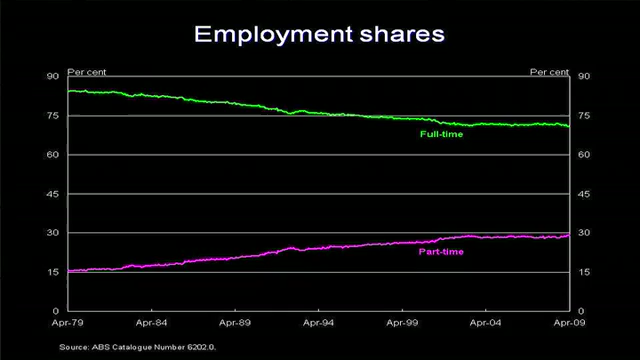 Employment shares
Per cent Per cent
90 90
75 75
Full-time
60 60
45 45
30 30
Part-time
15 15
0 0
Apr-79 Apr-84 Apr-89 Apr-94 Apr-99 Apr-04 Apr-09
Source: ABS Catalogue Number 6202.0.